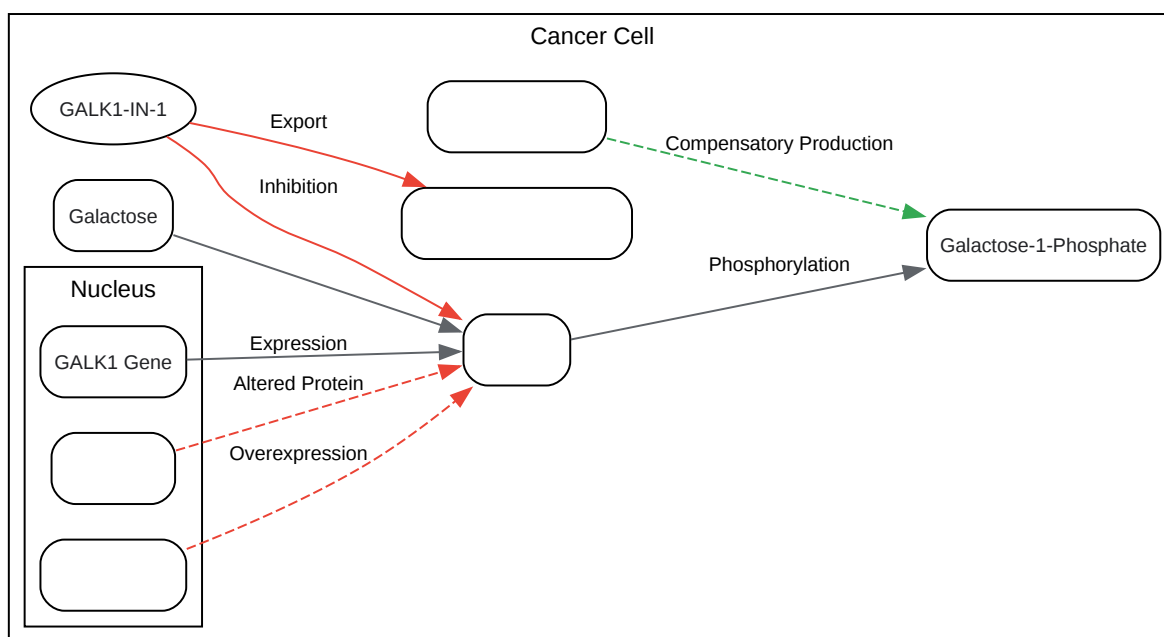 Cancer Cell
GALK1-IN-1
Export
Compensatory Production
Inhibition
Galactose
Galactose-1-Phosphate
Phosphorylation
Nucleus
GALK1 Gene
Expression
Altered Protein
Overexpression